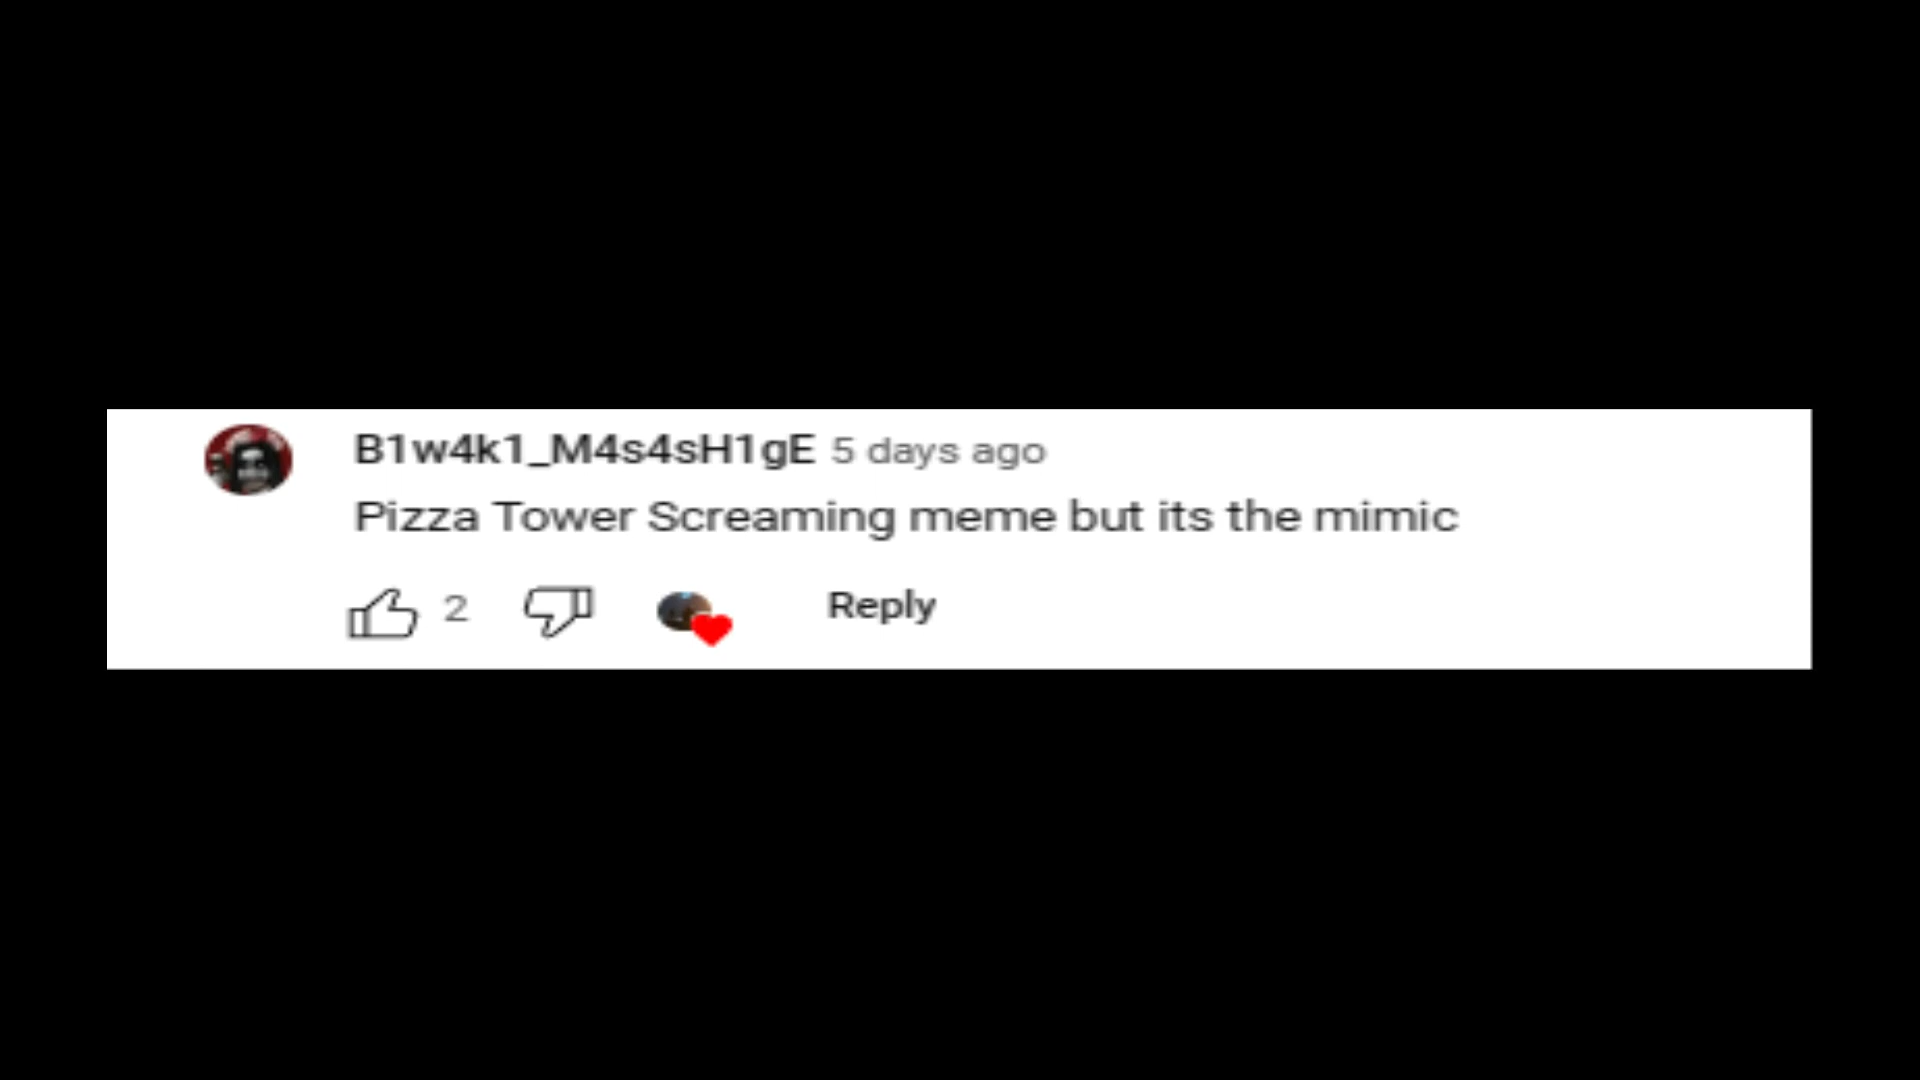 B1w4k1_M4s4sH1gE 5 days ago
Pizza Tower Screaming meme but its the mimic
2 Reply